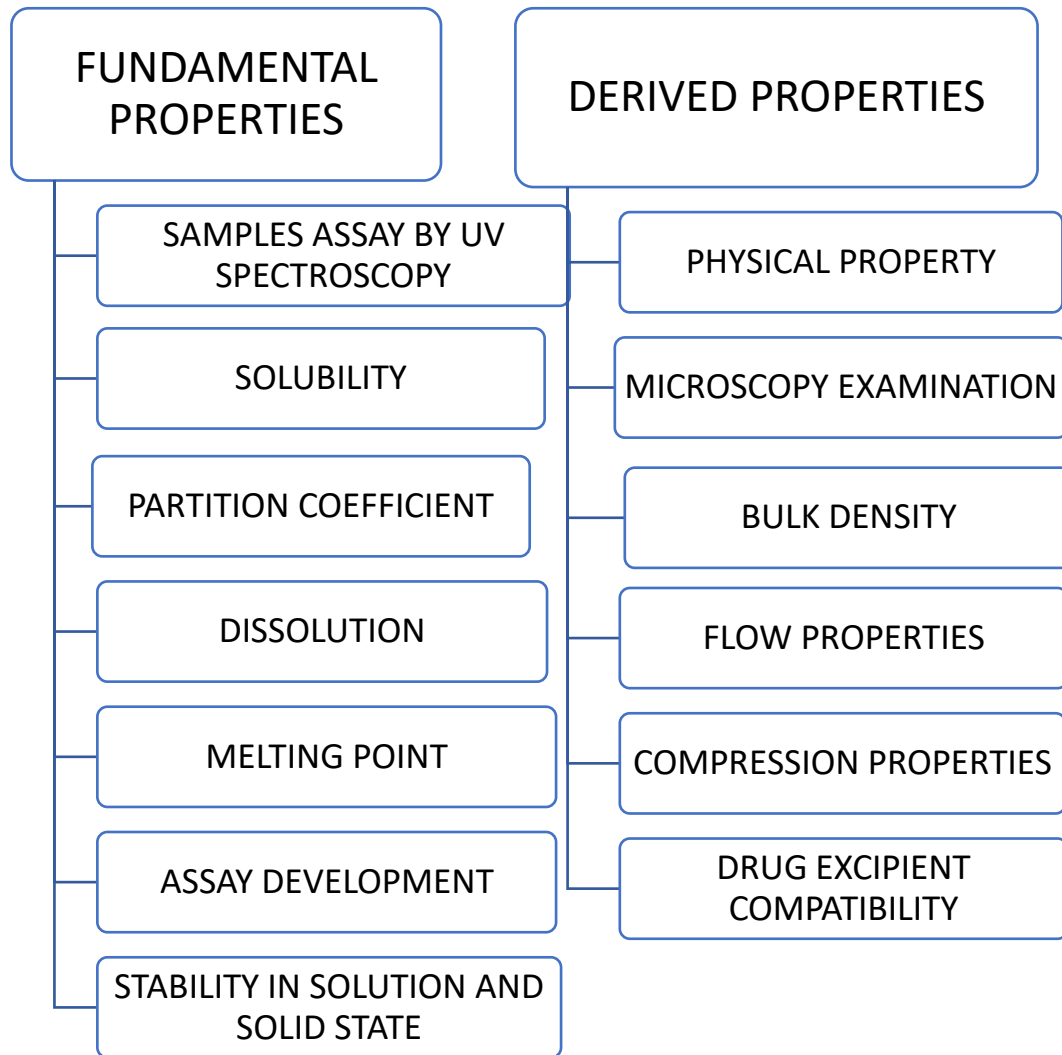 FUNDAMENTAL
PROPERTIES
SAMPLES ASSAY BY UV
SPECTROSCOPY
SOLUBILITY
PARTITION COEFFICIENT
DISSOLUTION
MELTING POINT
ASSAY DEVELOPMENT
STABILITY IN SOLUTION AND
SOLID STATE
DERIVED PROPERTIES
PHYSICAL PROPERTY
MICROSCOPY EXAMINATION
BULK DENSITY
FLOW PROPERTIES
COMPRESSION PROPERTIES
DRUG EXCIPIENT
COMPATIBILITY